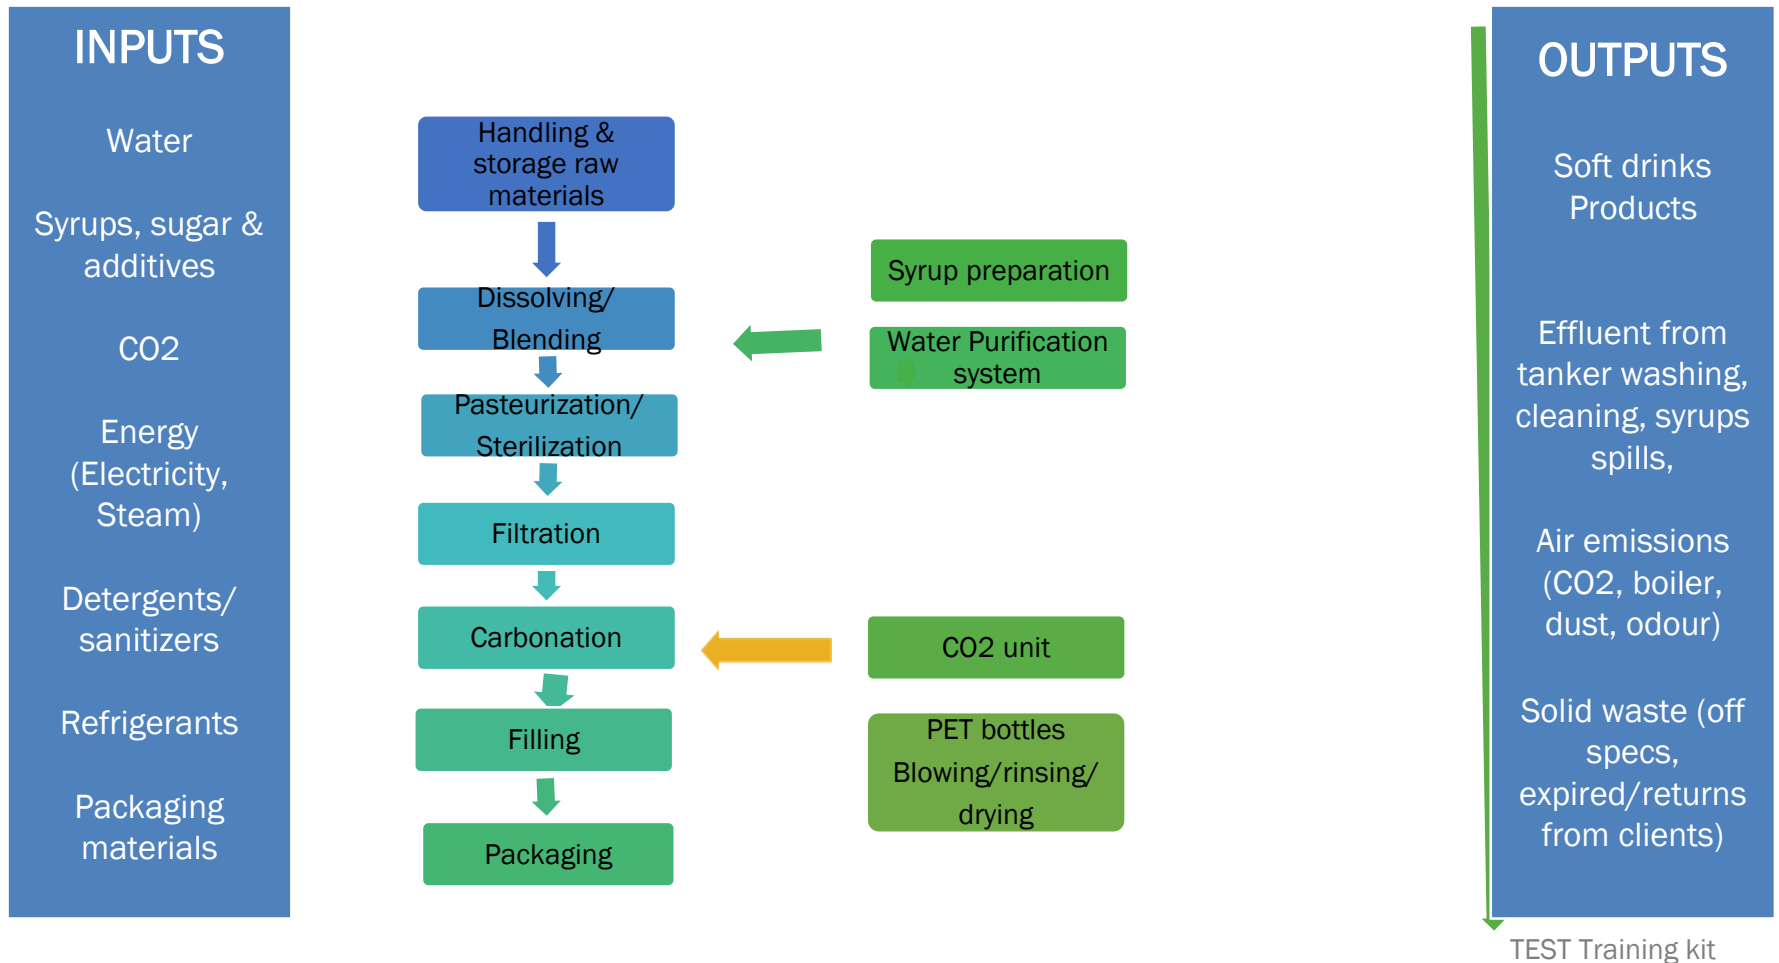 INPUTS
Water
Syrups, sugar &
additives
CO2
Energy
(Electricity,
Steam)
Detergents/
sanitizers
Refrigerants
Packaging
materials
Handling &
storage raw
materials
Dissolving/
Blending
Pasteurization/
Sterilization
Filtration
Carbonation
Filling
Packaging
Syrup preparation
Water Purification
system
CO2 unit
PET bottles
Blowing/rinsing/
drying
OUTPUTS
Soft drinks
Products
Effluent from
tanker washing,
cleaning, syrups
spills,
Air emissions
(CO2, boiler,
dust, odour)
Solid waste (off
specs,
expired/returns
from clients)
TEST Training kit